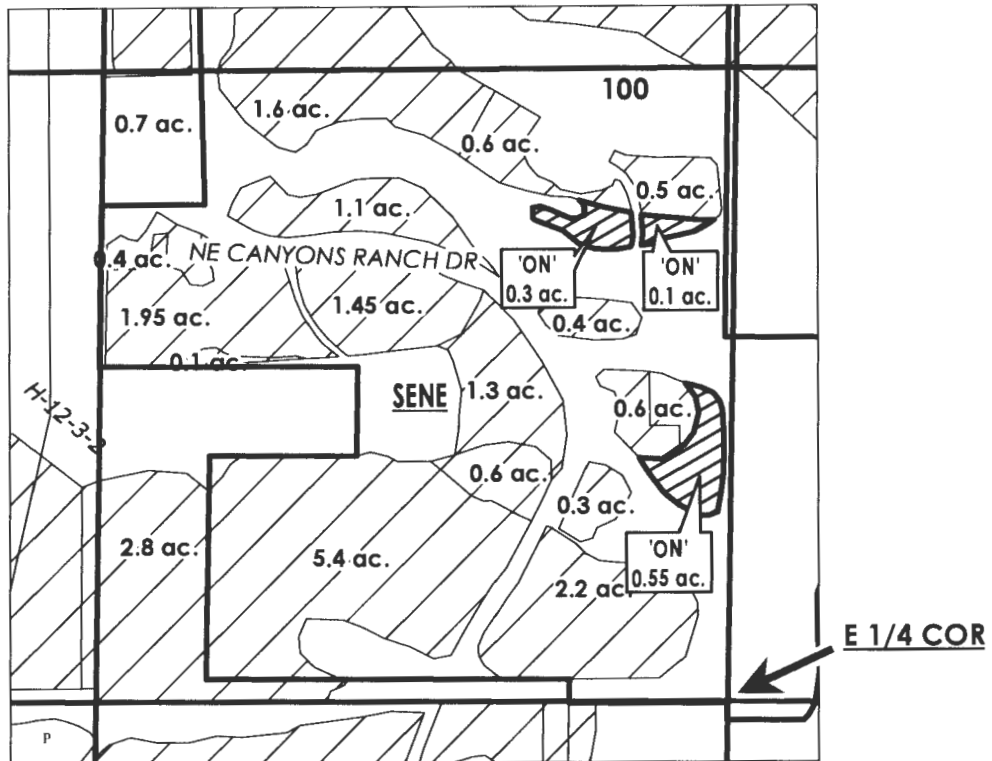 100
1.6 ac.
0.7 ac.
0.6 ac.
0.5 ac.
1.1 ac.
0.4 ac.
NE CANYONS RANCH DR
'ON'
0.3 ac.
'ON'
0.1 ac.
1.95 ac.
1.45 ac.
0.4 ac.
0.1 ac.
SENE
1.3 ac.
0.6 ac.
0.6 ac.
0.3 ac.
2.8 ac.
5.4 ac.
'ON'
0.55 ac.
2.2 ac.
E 1/4 COR
P